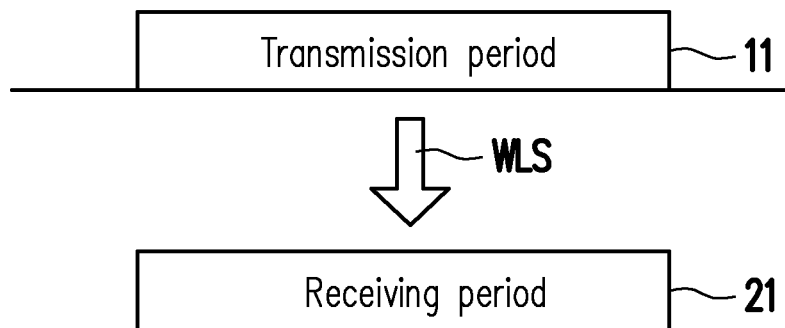 Transmission period
11
WLS
Receiving period
21